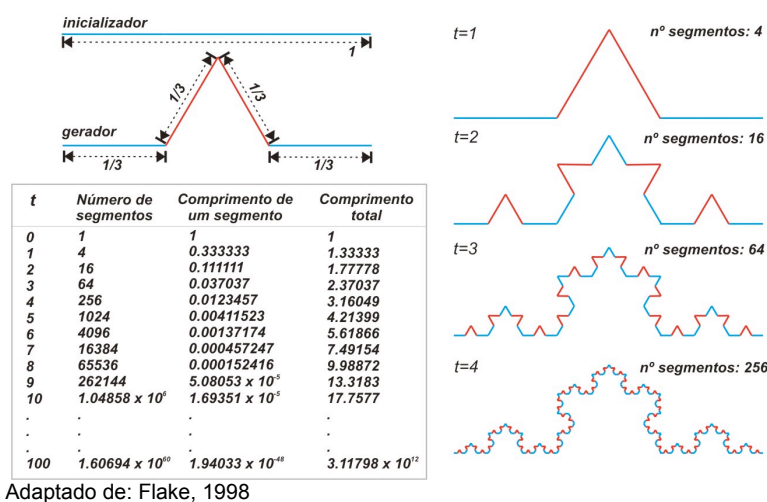 inicializador
1
1/3
1/3
gerador
1/3
1/3
t Número de segmentos Comprimento de um segmento Comprimento total
0 1 1 1
1 4 0.333333 1.33333
2 16 0.111111 1.77778
3 64 0.037037 2.37037
4 256 0.0123457 3.16049
5 1024 0.00411523 4.21399
6 4096 0.00137174 5.61866
7 16384 0.000457247 7.49154
8 65536 0.000152416 9.98872
9 262144 5.08053 x 10⁻⁵ 13.3183
10 1.04858 x 10⁶ 1.69351 x 10⁻⁵ 17.7577
. . . .
. . . .
. . . .
100 1.60694 x 10⁶⁰ 1.94033 x 10⁻⁴⁸ 3.11798 x 10¹²
t=1 nº segmentos: 4
t=2 nº segmentos: 16
t=3 nº segmentos: 64
t=4 nº segmentos: 256
Adaptado de: Flake, 1998